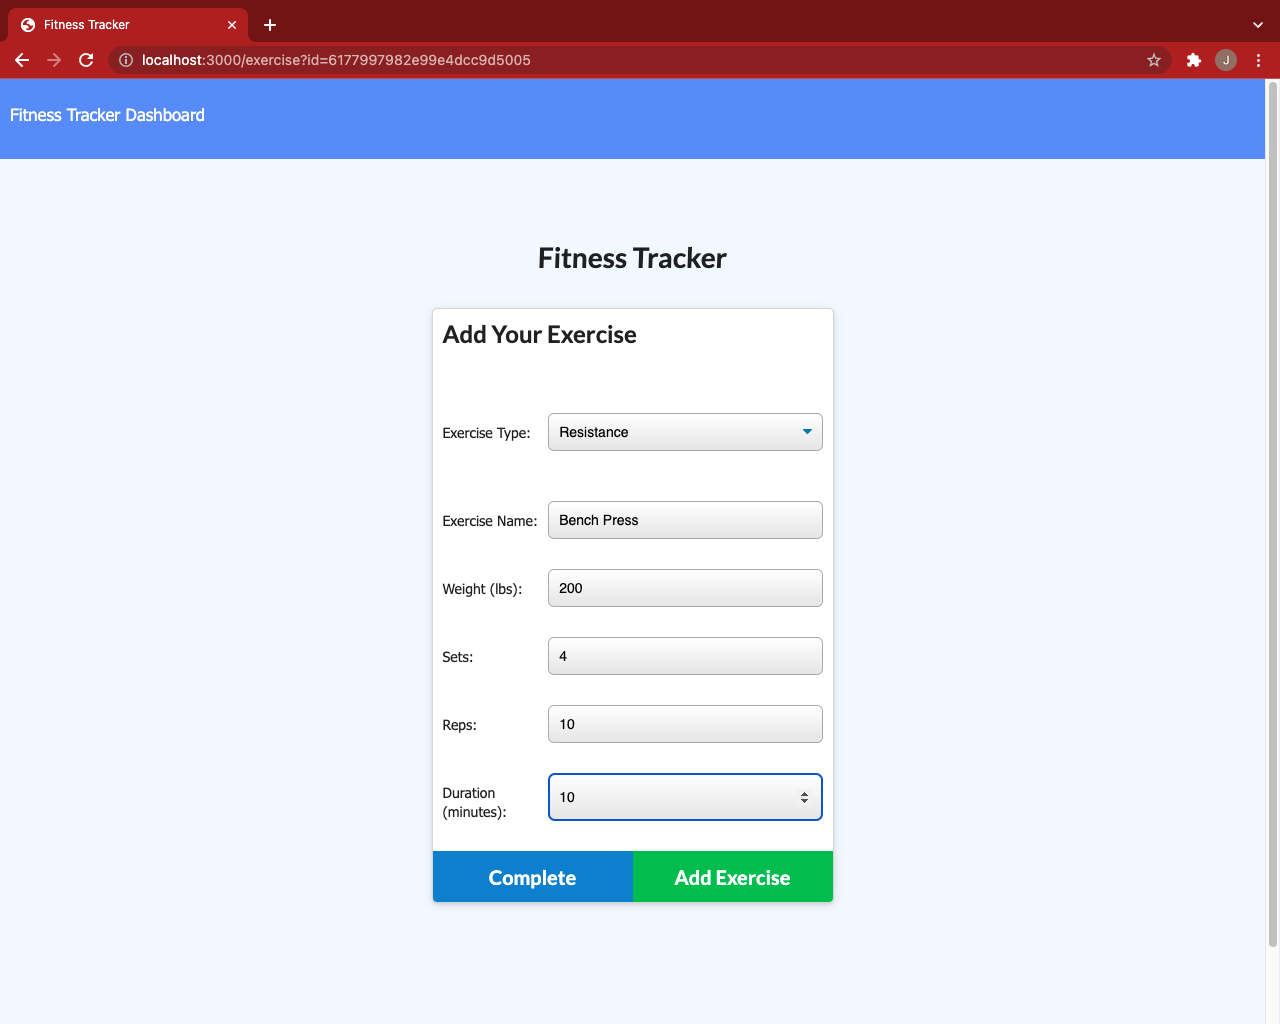 Fitness Tracker
localhost:3000/exercise?id=6177997982e99e4dcc9d5005
J
Fitness Tracker Dashboard
Fitness Tracker
Add Your Exercise
Exercise Type: Resistance
Exercise Name: Bench Press
Weight (lbs): 200
Sets: 4
Reps: 10
Duration (minutes): 10
Complete Add Exercise